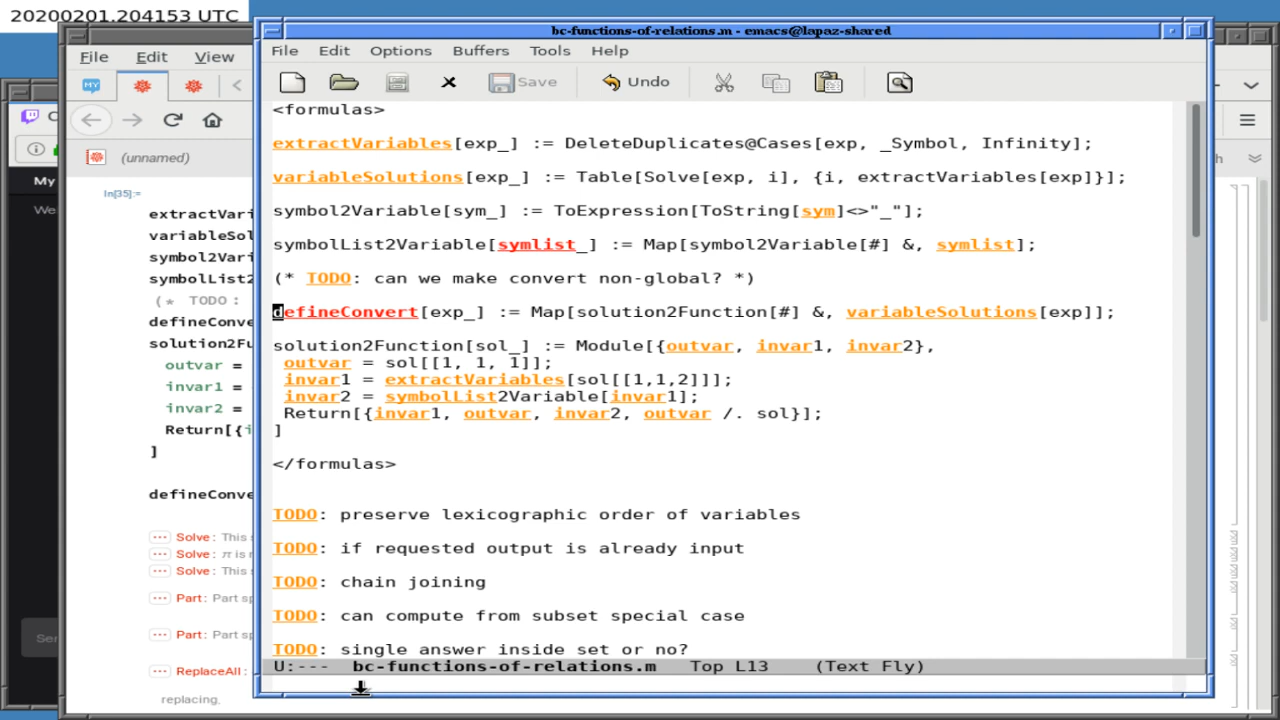 20200201.204153 UTC
bc-functions-of-relations.m - emacs@lapaz-shared
File Edit Options Buffers Tools Help
Save Undo
<formulas>
extractVariables[exp_] := DeleteDuplicates@Cases[exp, _Symbol, Infinity];
variableSolutions[exp_] := Table[Solve[exp, i], {i, extractVariables[exp]}];
symbol2Variable[sym_] := ToExpression[ToString[sym]<>"_"];
symbolList2Variable[symlist_] := Map[symbol2Variable[#] &, symlist];
(* TODO: can we make convert non-global? *)
defineConvert[exp_] := Map[solution2Function[#] &, variableSolutions[exp]];
solution2Function[sol_] := Module[{outvar, invar1, invar2},
outvar = sol[[1, 1, 1]];
invar1 = extractVariables[sol[[1,1,2]]];
invar2 = symbolList2Variable[invar1];
Return[{invar1, outvar, invar2, outvar /. sol}];
]
</formulas>
TODO: preserve lexicographic order of variables
TODO: if requested output is already input
TODO: chain joining
TODO: can compute from subset special case
TODO: single answer inside set or no?
U:--- bc-functions-of-relations.m Top L13 (Text Fly)
File Edit View
MY
(unnamed)
In[35]:=
extractVari
variableSol
symbol2Vari
symbolList2
(* TODO:
defineConve
solution2Fu
outvar =
invar1 =
invar2 =
Return[{i
]
defineConve
Solve: This s
Solve: π is n
Solve: This s
Part: Part sp
Part: Part sp
ReplaceAll:
replacing,
C
My
Wel
Sen
h